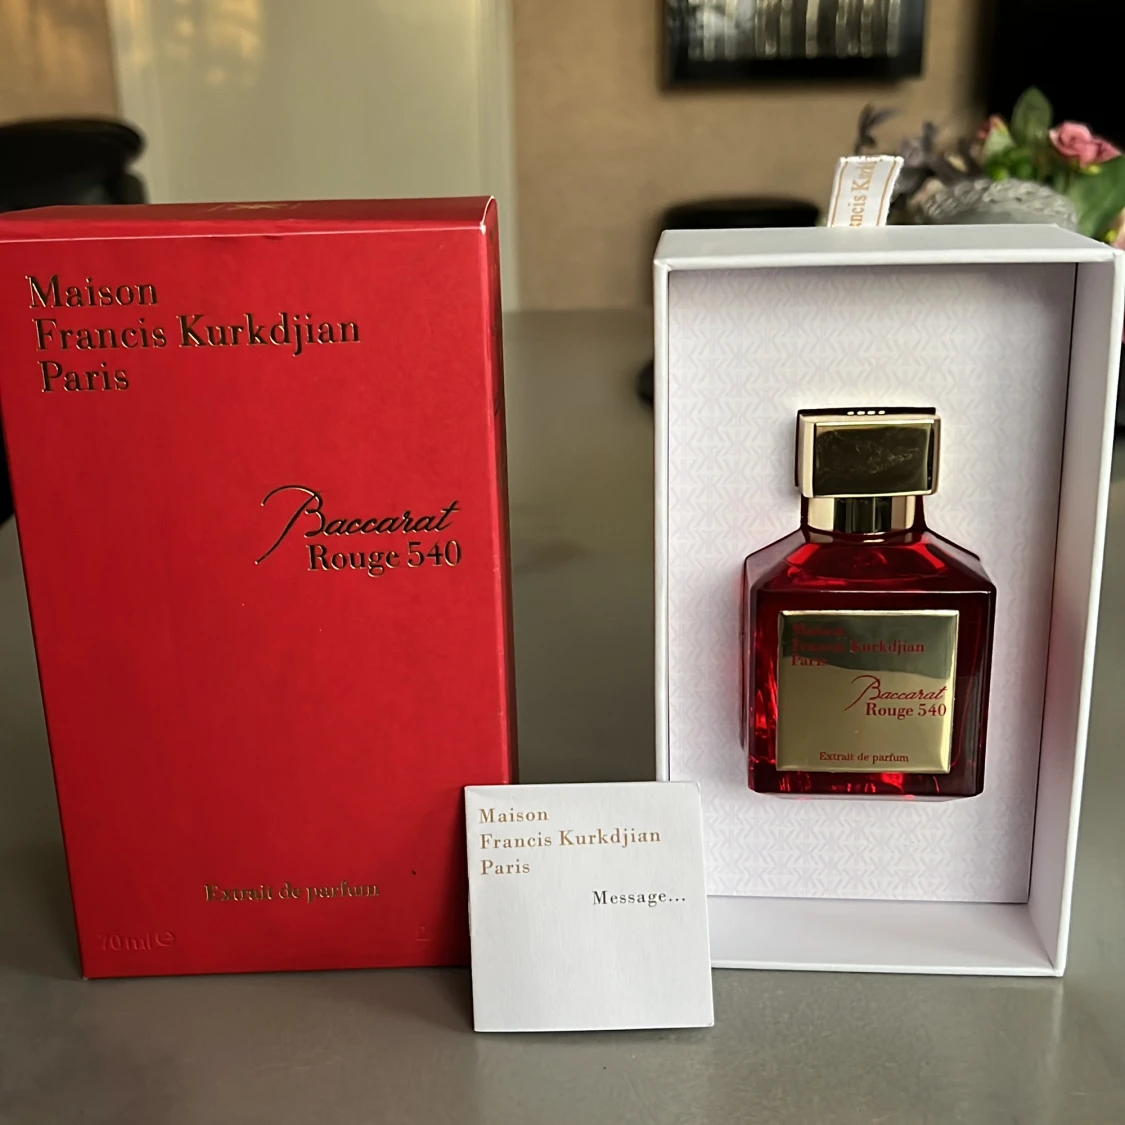 Maison
Francis Kurkdjian
Paris
Baccarat
Rouge 540
Extrait de parfum
70 ml e
Maison
Francis Kurkdjian
Paris
Message...
Maison
Francis Kurkdjian
Paris
Baccarat
Rouge 540
Extrait de parfum